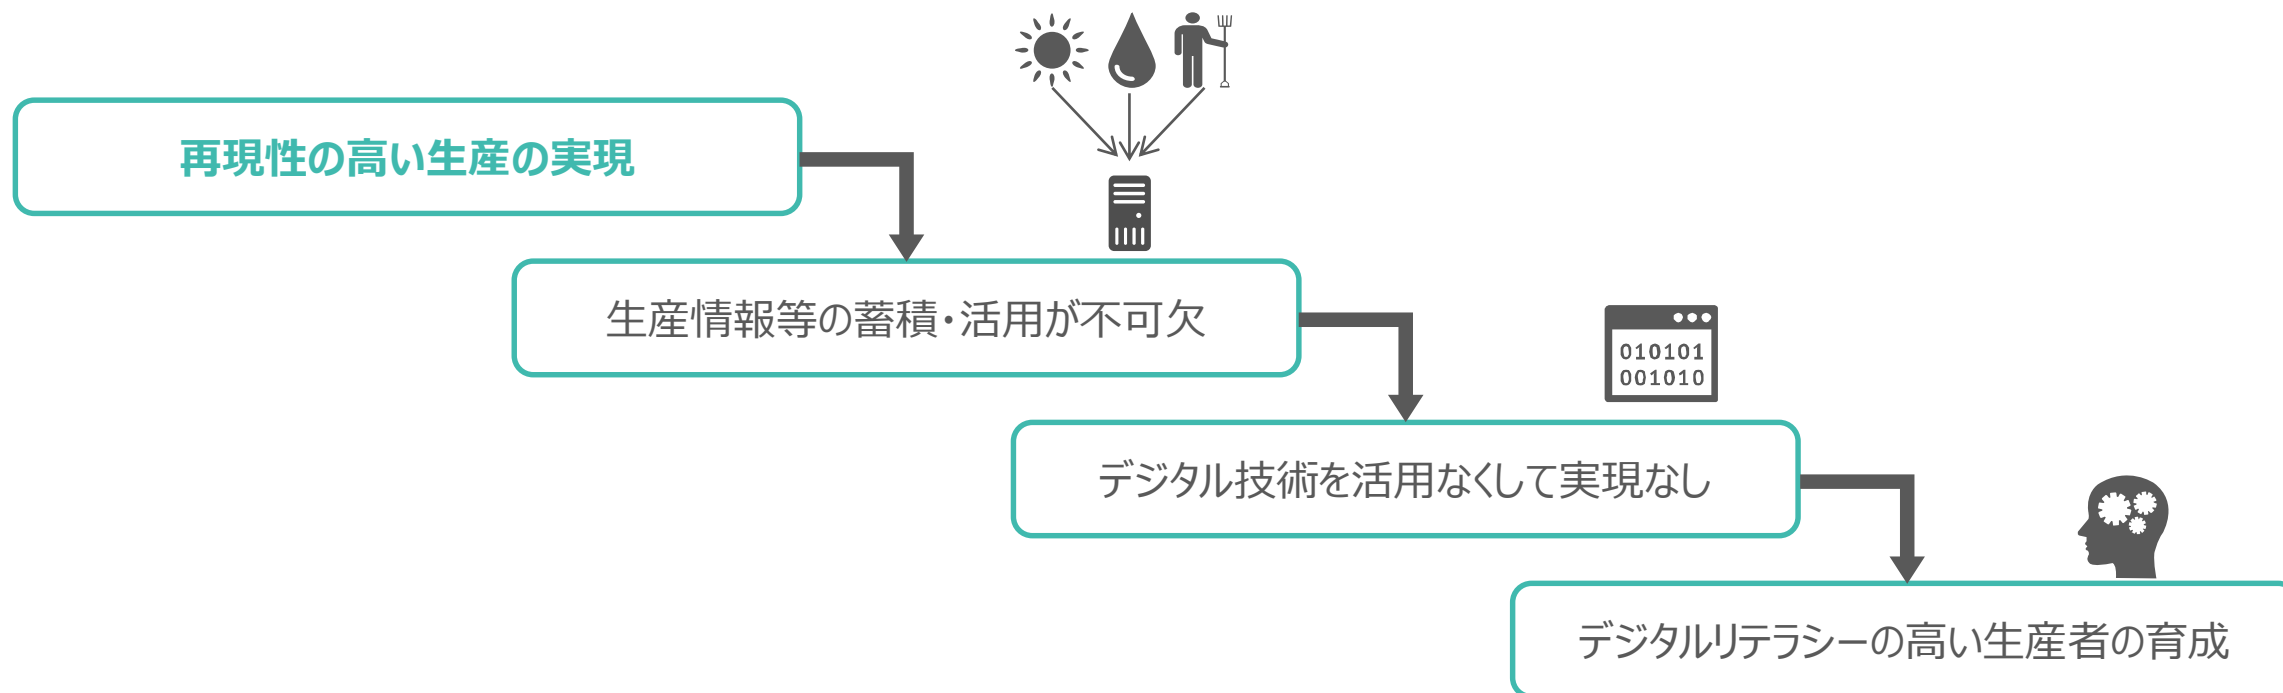 再現性の高い生産の実現
生産情報等の蓄積・活用が不可欠
010101
001010
デジタル技術を活用なくして実現なし
デジタルリテラシーの高い生産者の育成